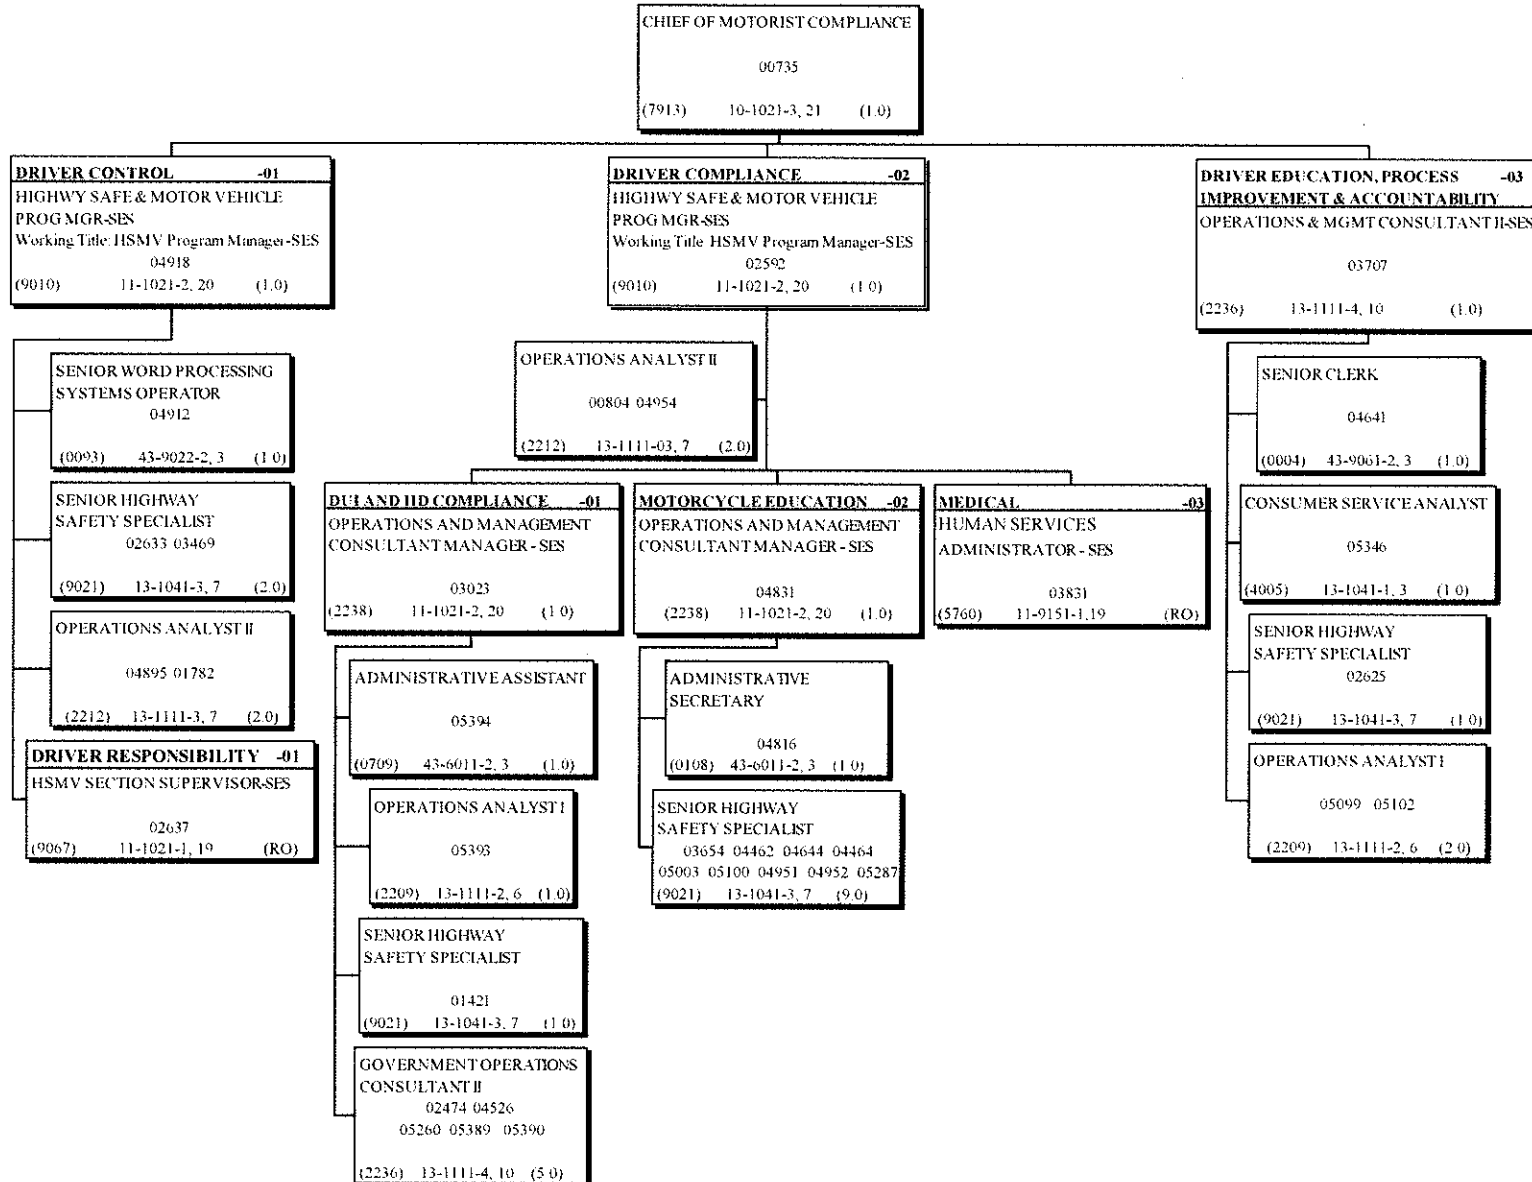 CHIEF OF MOTORIST COMPLIANCE
00735
(7913) 10-1021-3, 21 (1.0)
DRIVER CONTROL -01
HIGHWY SAFE & MOTOR VEHICLE
PROG MGR-SES
Working Title: HSMV Program Manager-SES
04918
(9010) 11-1021-2, 20 (1.0)
DRIVER COMPLIANCE -02
HIGHWY SAFE & MOTOR VEHICLE
PROG MGR-SES
Working Title HSMV Program Manager-SES
02592
(9010) 11-1021-2, 20 (1.0)
DRIVER EDUCATION, PROCESS -03
IMPROVEMENT & ACCOUNTABILITY
OPERATIONS & MGMT CONSULTANT II-SES
03707
(2236) 13-1111-4, 10 (1.0)
SENIOR WORD PROCESSING
SYSTEMS OPERATOR
04912
(0093) 43-9022-2, 3 (1.0)
SENIOR HIGHWAY
SAFETY SPECIALIST
02633 03469
(9021) 13-1041-3, 7 (2.0)
OPERATIONS ANALYST II
04895 01782
(2212) 13-1111-3, 7 (2.0)
DRIVER RESPONSIBILITY -01
HSMV SECTION SUPERVISOR-SES
02637
(9067) 11-1021-1, 19 (RO)
OPERATIONS ANALYST II
00804 04954
(2212) 13-1111-03, 7 (2.0)
DUI AND IID COMPLIANCE -01
OPERATIONS AND MANAGEMENT
CONSULTANT MANAGER - SES
03023
(2238) 11-1021-2, 20 (1.0)
ADMINISTRATIVE ASSISTANT
05394
(0709) 43-6011-2, 3 (1.0)
OPERATIONS ANALYST I
05393
(2209) 13-1111-2, 6 (1.0)
SENIOR HIGHWAY
SAFETY SPECIALIST
01421
(9021) 13-1041-3, 7 (1.0)
GOVERNMENT OPERATIONS
CONSULTANT II
02474 04526
05260 05389 05390
(2236) 13-1111-4, 10 (5.0)
MOTORCYCLE EDUCATION -02
OPERATIONS AND MANAGEMENT
CONSULTANT MANAGER - SES
04831
(2238) 11-1021-2, 20 (1.0)
ADMINISTRATIVE
SECRETARY
04816
(0108) 43-6011-2, 3 (1.0)
SENIOR HIGHWAY
SAFETY SPECIALIST
03654 04462 04644 04464
05003 05100 04951 04952 05287
(9021) 13-1041-3, 7 (9.0)
MEDICAL -03
HUMAN SERVICES
ADMINISTRATOR - SES
03831
(5760) 11-9151-1,19 (RO)
SENIOR CLERK
04641
(0004) 43-9061-2, 3 (1.0)
CONSUMER SERVICE ANALYST
05346
(4005) 13-1041-1, 3 (1.0)
SENIOR HIGHWAY
SAFETY SPECIALIST
02625
(9021) 13-1041-3, 7 (1.0)
OPERATIONS ANALYST I
05099 05102
(2209) 13-1111-2, 6 (2.0)